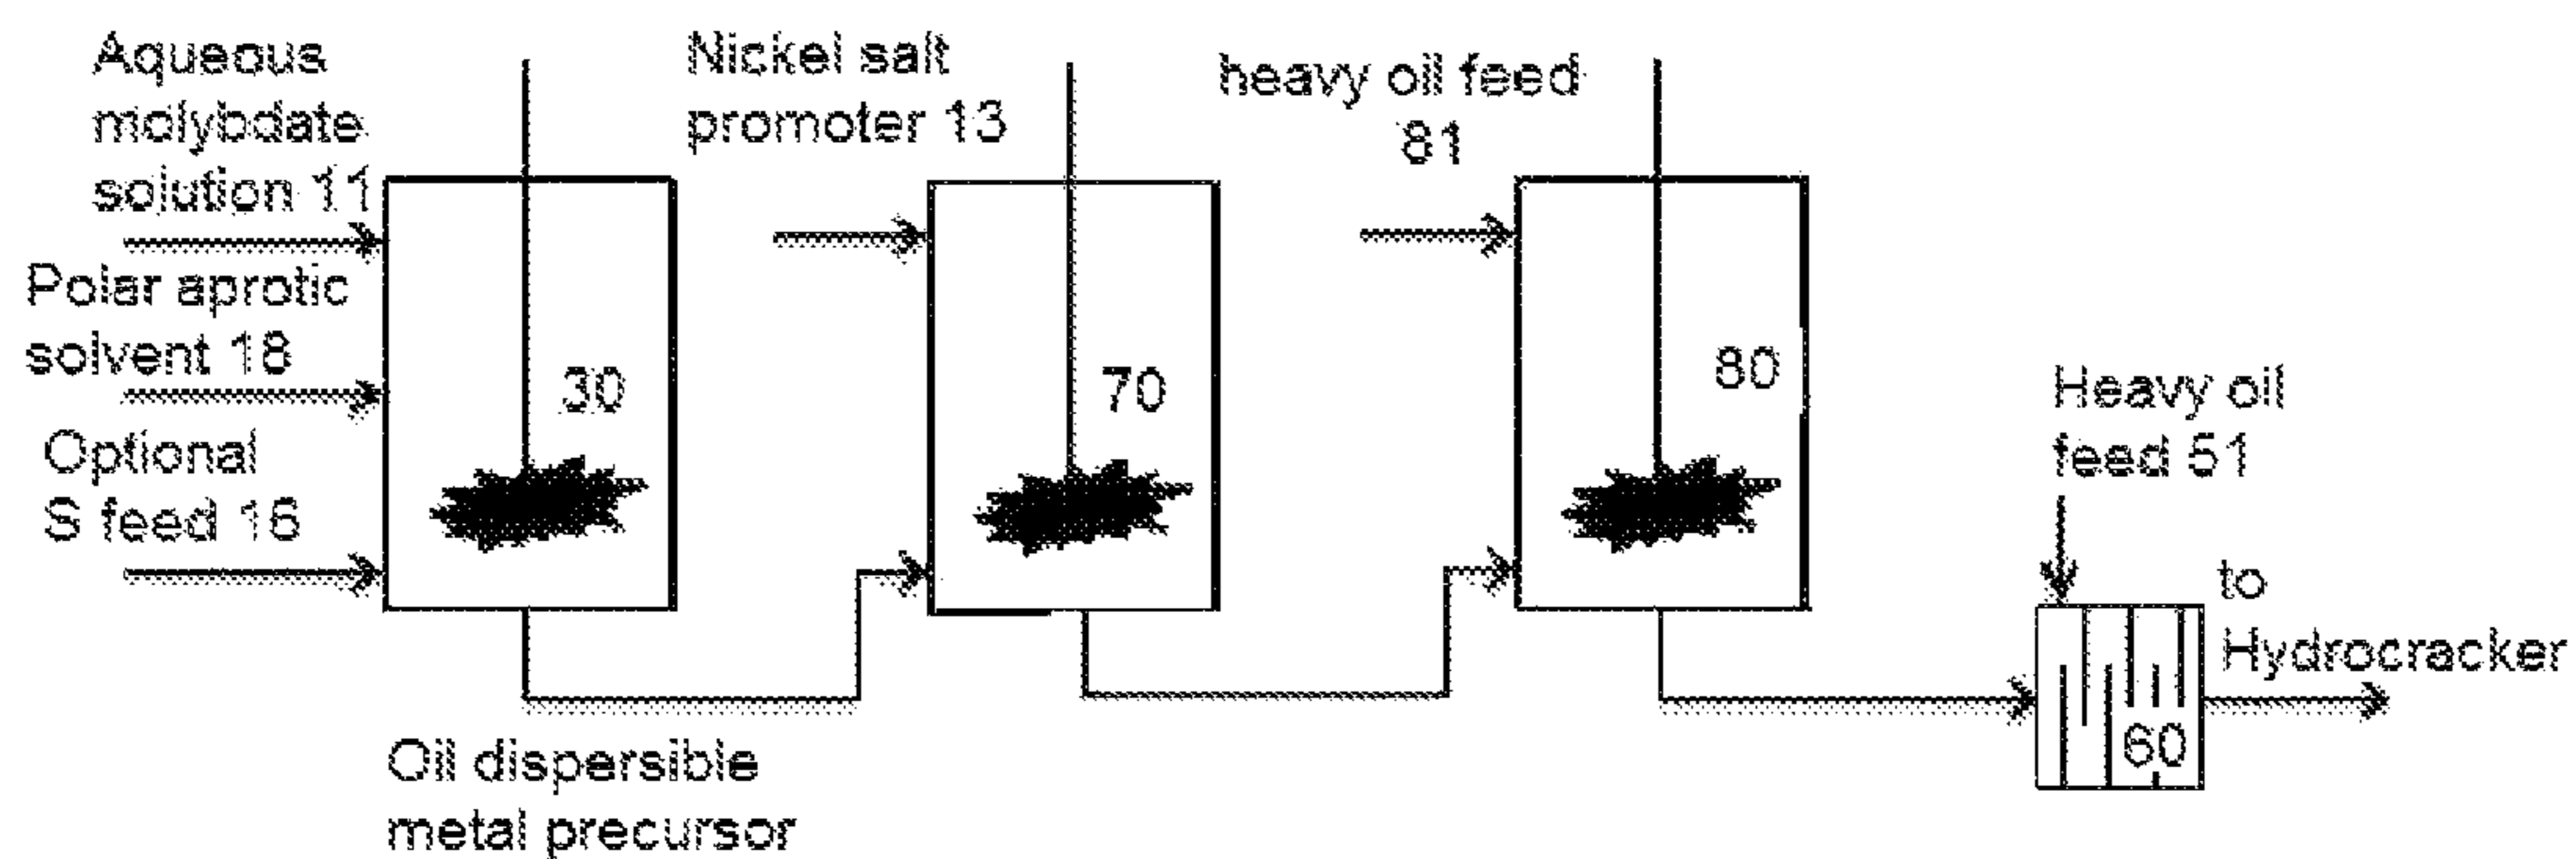 Aqueous
molybdate
solution 11
Polar aprotic
solvent 18
Optional
S feed 16
30
Oil dispersible
metal precursor
Nickel salt
promoter 13
70
heavy oil feed
81
80
Heavy oil
feed 51
60
to
Hydrocracker